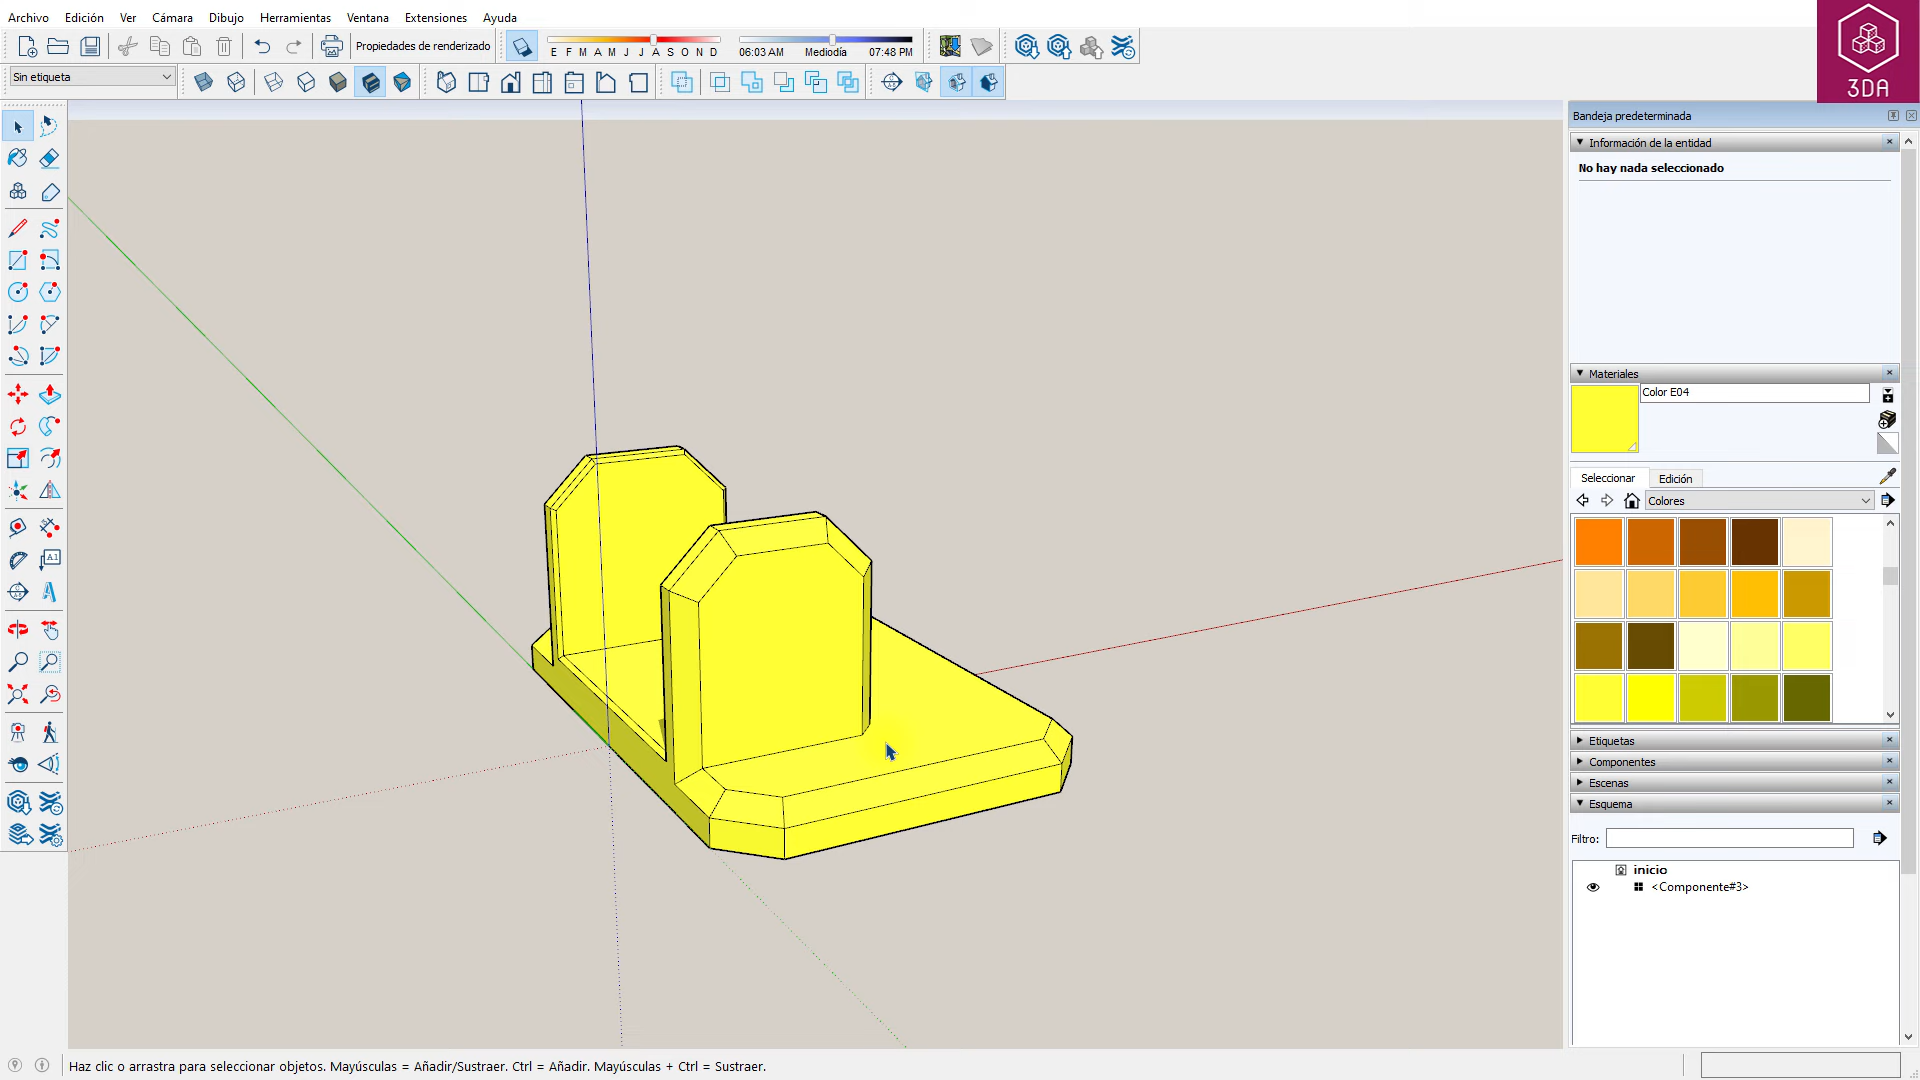 Archivo Edición Ver Cámara Dibujo Herramientas Ventana Extensiones Ayuda
Propiedades de renderizado
E F M A M J J A S O N D
06:03 AM Mediodía 07:48 PM
3DA
Sin etiqueta
Bandeja predeterminada
Información de la entidad
No hay nada seleccionado
Materiales
Color E04
Seleccionar Edición
Colores
Etiquetas
Componentes
Escenas
Esquema
Filtro:
inicio
<Componente#3>
Haz clic o arrastra para seleccionar objetos. Mayúsculas = Añadir/Sustraer. Ctrl = Añadir. Mayúsculas + Ctrl = Sustraer.